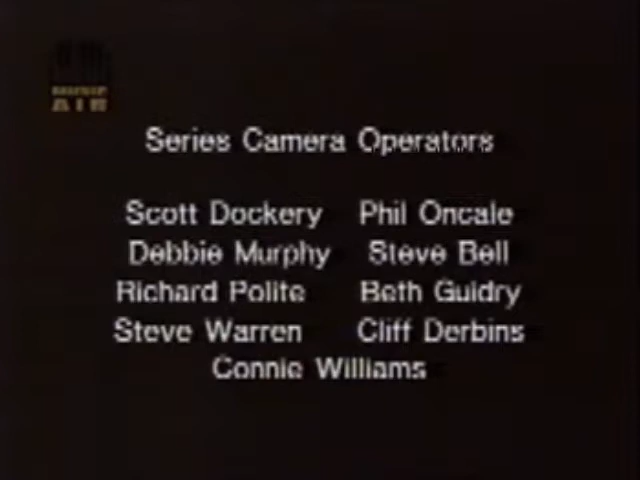 Series Camera Operators
Scott Dockery Phil Oncale
Debbie Murphy Steve Bell
Richard Polite Beth Guidry
Steve Warren Cliff Derbins
Connie Williams